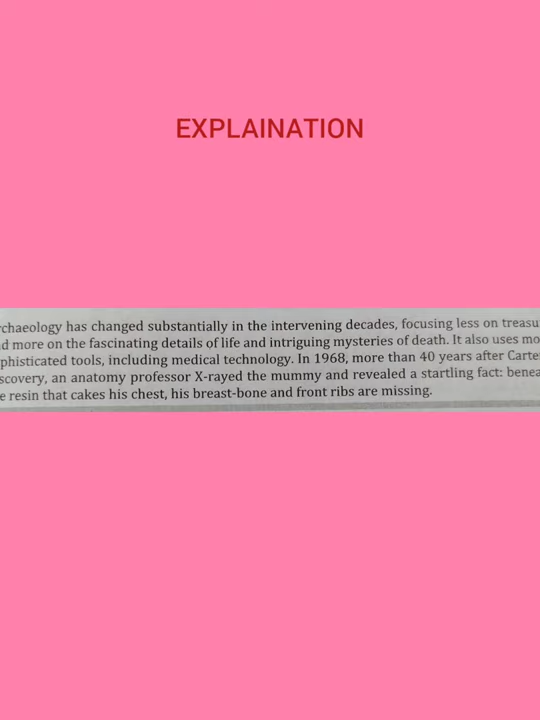 EXPLAINATION
rchaeology has changed substantially in the intervening decades, focusing less on treasu
d more on the fascinating details of life and intriguing mysteries of death. It also uses mo
phisticated tools, including medical technology. In 1968, more than 40 years after Carte
scovery, an anatomy professor X-rayed the mummy and revealed a startling fact: benea
e resin that cakes his chest, his breast-bone and front ribs are missing.